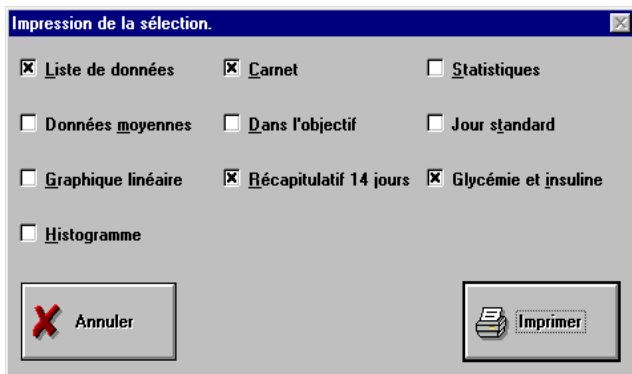 Impression de la sélection.
Liste de données Carnet Statistiques
Données moyennes Dans l'objectif Jour standard
Graphique linéaire Récapitulatif 14 jours Glycémie et insuline
Histogramme
Annuler Imprimer